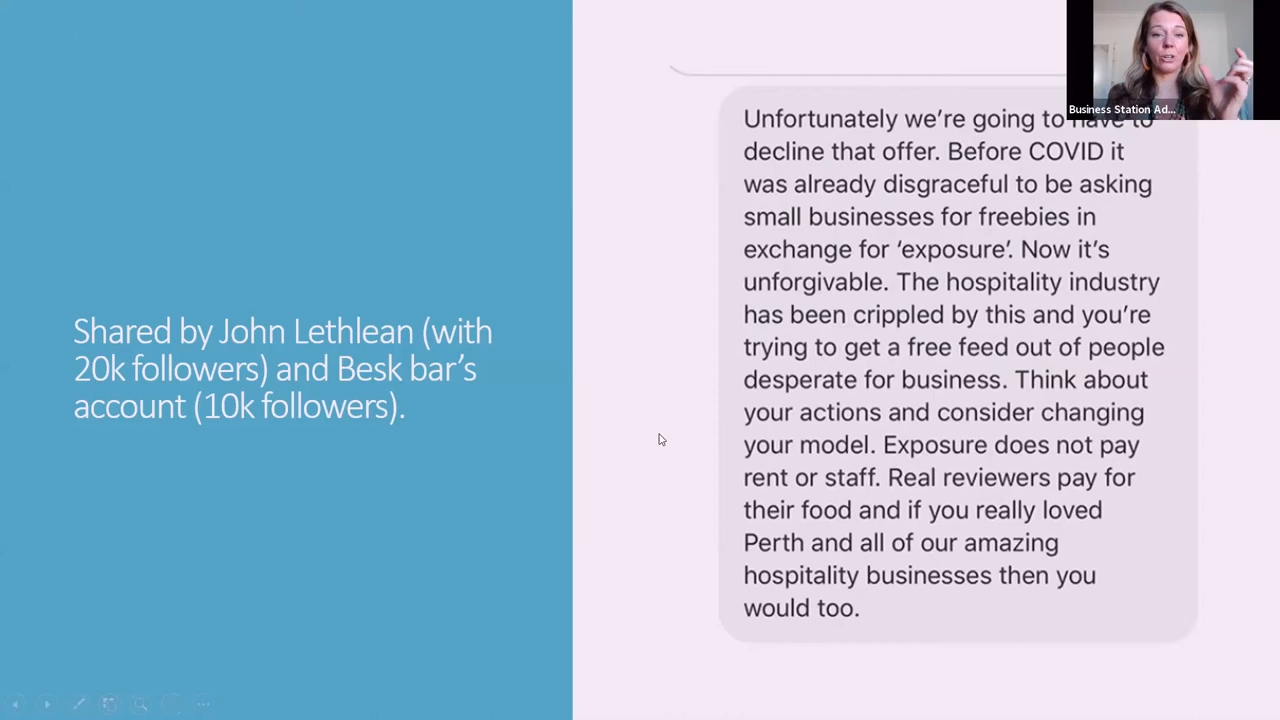 Shared by John Lethlean (with
20k followers) and Besk bar’s
account (10k followers).
Unfortunately we’re going to have to
decline that offer. Before COVID it
was already disgraceful to be asking
small businesses for freebies in
exchange for ‘exposure’. Now it’s
unforgivable. The hospitality industry
has been crippled by this and you’re
trying to get a free feed out of people
desperate for business. Think about
your actions and consider changing
your model. Exposure does not pay
rent or staff. Real reviewers pay for
their food and if you really loved
Perth and all of our amazing
hospitality businesses then you
would too.
Business Station Ad...